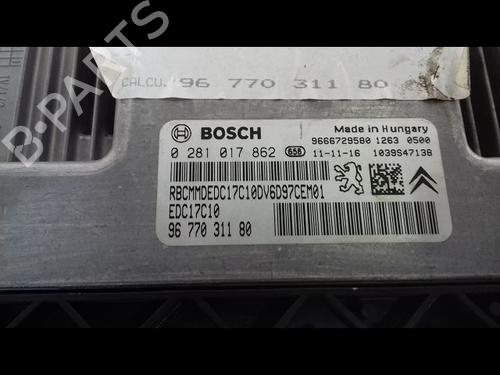 B-PARTS
CALCU. 96 770 311 80
BOSCH
Made in Hungary
9666729580 1263 0500
0 281 017 862 656 11-11-16 1039S47138
RBCMMDEDC17C10DV6D97CEM01
EDC17C10
96 770 311 80